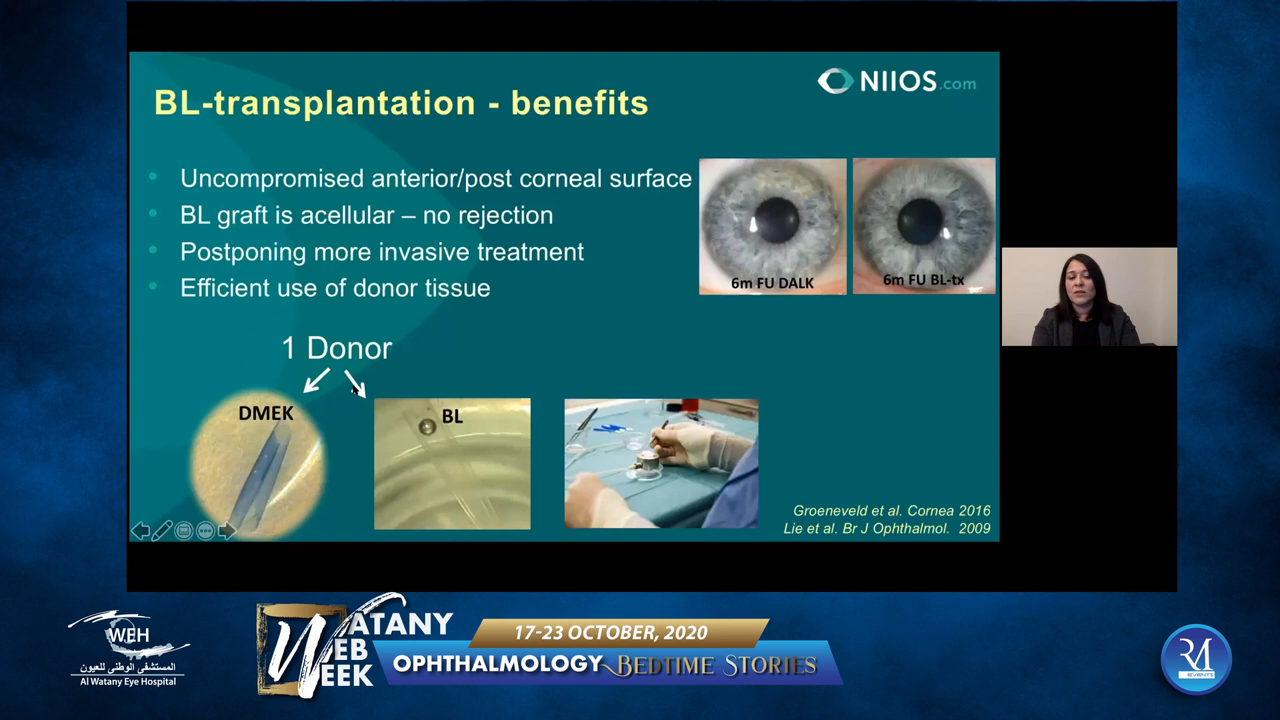 BL-transplantation - benefits
NIIOS.com
• Uncompromised anterior/post corneal surface
• BL graft is acellular – no rejection
• Postponing more invasive treatment
• Efficient use of donor tissue
6m FU DALK
6m FU BL-tx
1 Donor
DMEK
BL
Groeneveld et al. Cornea 2016
Lie et al. Br J Ophthalmol. 2009
WEH
المستشفى الوطني للعيون
Al Watany Eye Hospital
WATANY
WEB
WEEK
17-23 OCTOBER, 2020
OPHTHALMOLOGY BEDTIME STORIES
RM
EVENTS